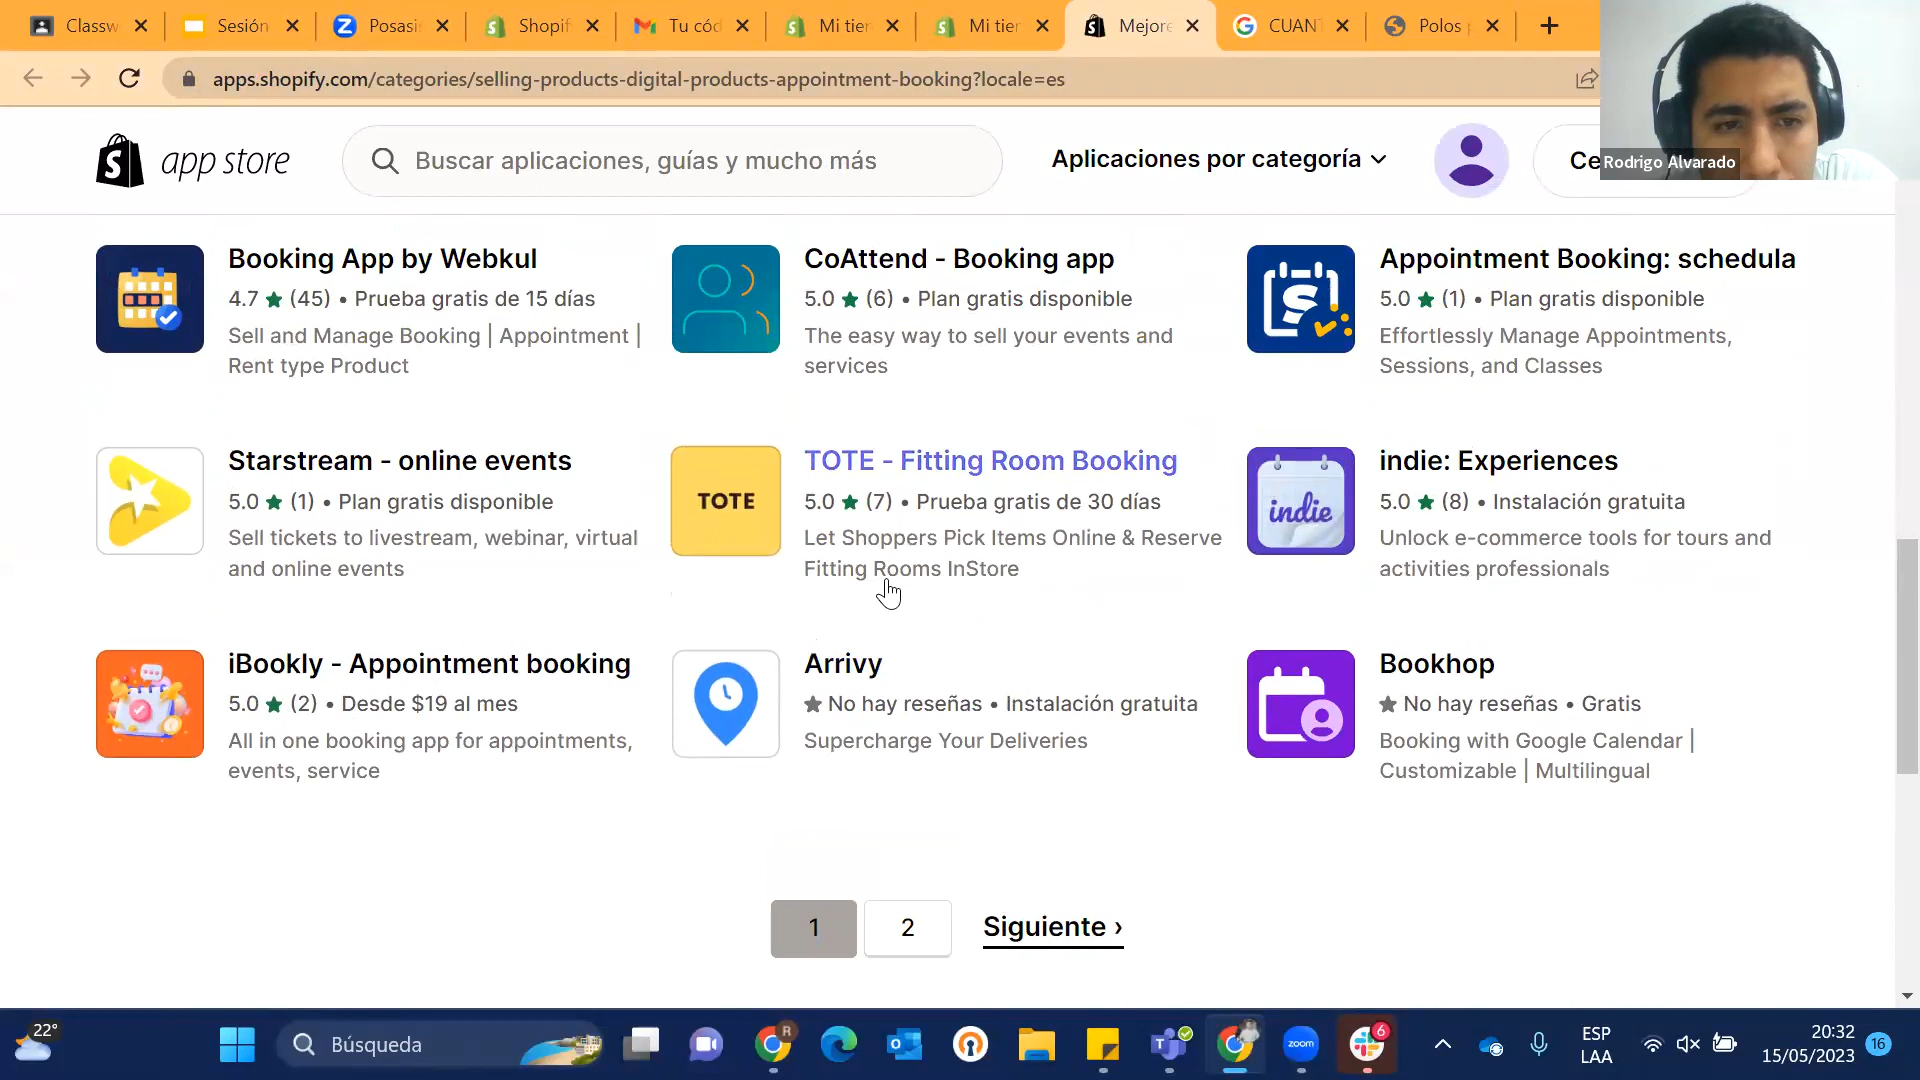 Classw
Sesión
Posasis
Shopif
Tu cód
Mi tien
Mi tien
Mejore
CUAN
Polos
apps.shopify.com/categories/selling-products-digital-products-appointment-booking?locale=es
app store
Buscar aplicaciones, guías y mucho más
Aplicaciones por categoría
Ce
Rodrigo Alvarado
Booking App by Webkul
4.7 ★ (45) • Prueba gratis de 15 días
Sell and Manage Booking | Appointment |
Rent type Product
CoAttend - Booking app
5.0 ★ (6) • Plan gratis disponible
The easy way to sell your events and
services
Appointment Booking: schedula
5.0 ★ (1) • Plan gratis disponible
Effortlessly Manage Appointments,
Sessions, and Classes
Starstream - online events
5.0 ★ (1) • Plan gratis disponible
Sell tickets to livestream, webinar, virtual
and online events
TOTE
TOTE - Fitting Room Booking
5.0 ★ (7) • Prueba gratis de 30 días
Let Shoppers Pick Items Online & Reserve
Fitting Rooms InStore
indie
indie: Experiences
5.0 ★ (8) • Instalación gratuita
Unlock e-commerce tools for tours and
activities professionals
iBookly - Appointment booking
5.0 ★ (2) • Desde $19 al mes
All in one booking app for appointments,
events, service
Arrivy
★ No hay reseñas • Instalación gratuita
Supercharge Your Deliveries
Bookhop
★ No hay reseñas • Gratis
Booking with Google Calendar |
Customizable | Multilingual
1
2
Siguiente ›
22°
Búsqueda
R
zoom
6
ESP
LAA
20:32
15/05/2023
16